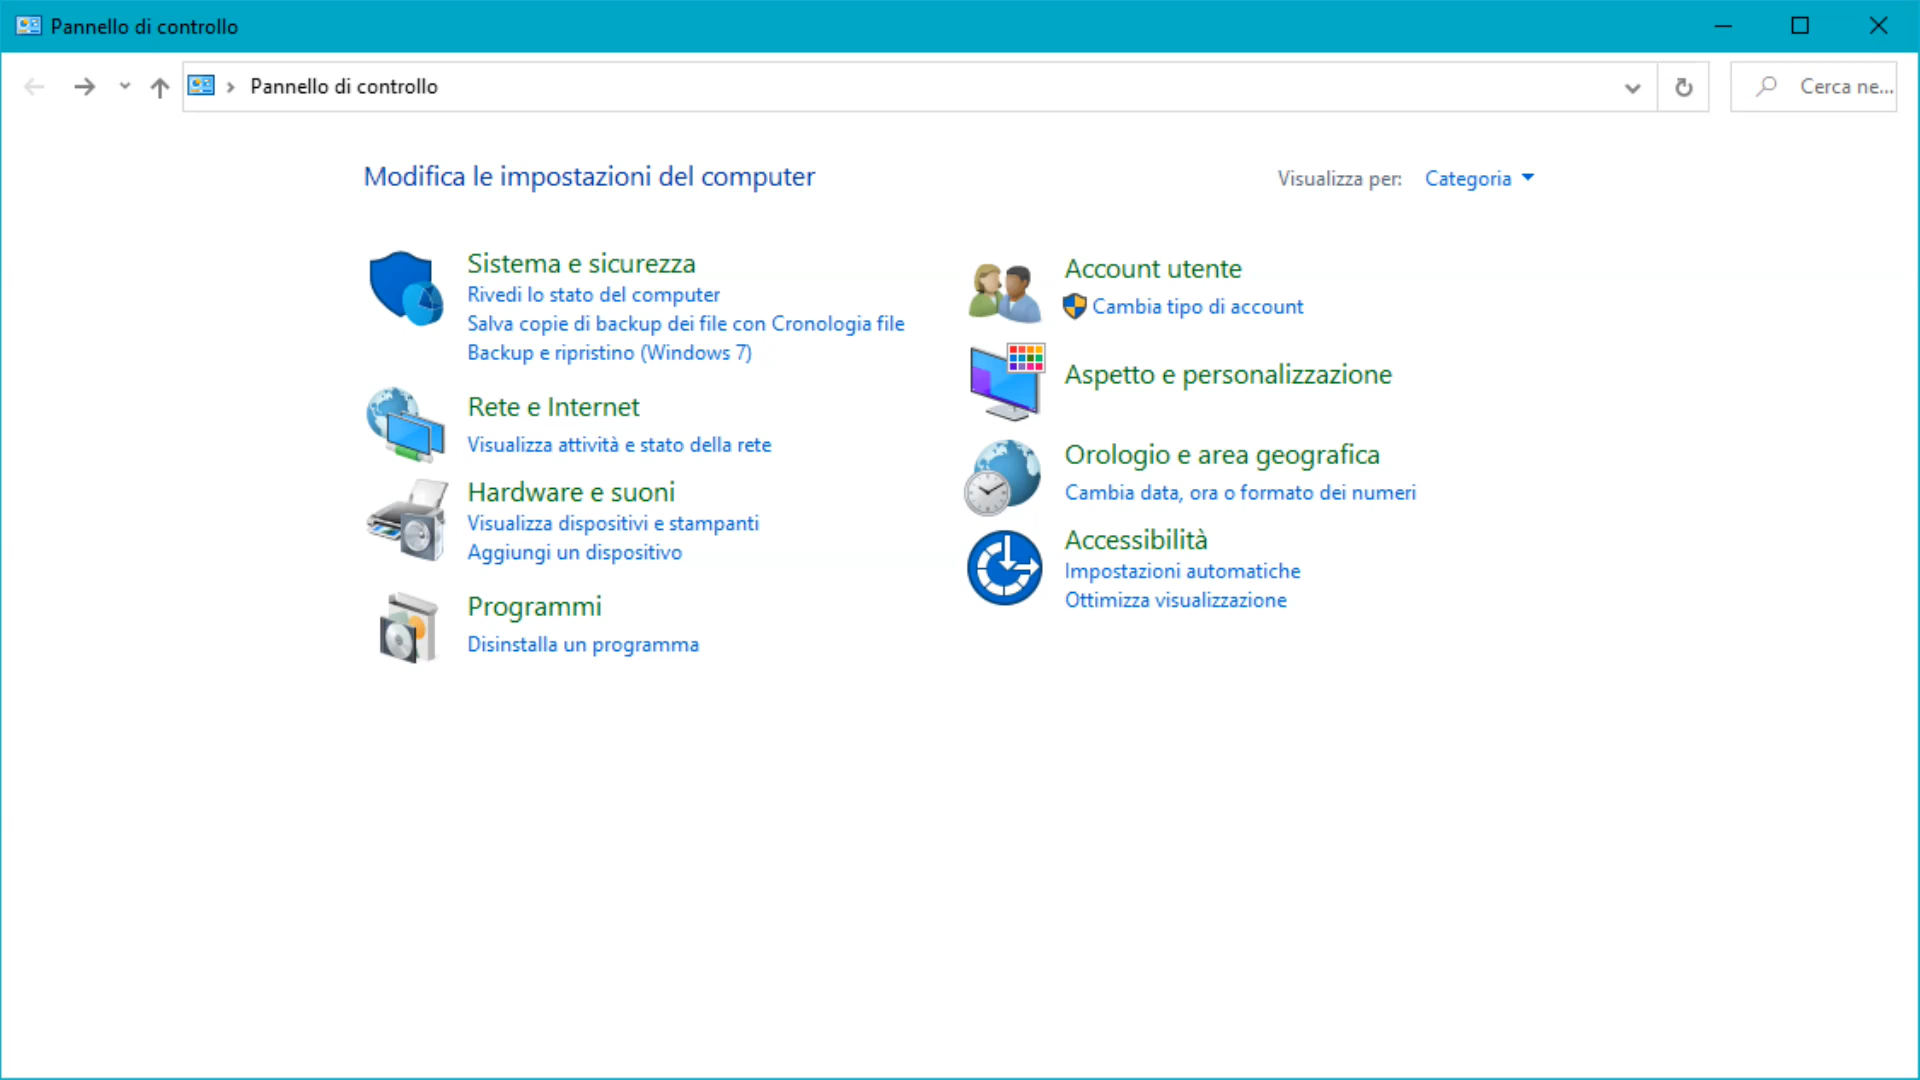 Pannello di controllo
Pannello di controllo
Cerca ne...
Modifica le impostazioni del computer
Visualizza per: Categoria
Sistema e sicurezza
Rivedi lo stato del computer
Salva copie di backup dei file con Cronologia file
Backup e ripristino (Windows 7)
Rete e Internet
Visualizza attività e stato della rete
Hardware e suoni
Visualizza dispositivi e stampanti
Aggiungi un dispositivo
Programmi
Disinstalla un programma
Account utente
Cambia tipo di account
Aspetto e personalizzazione
Orologio e area geografica
Cambia data, ora o formato dei numeri
Accessibilità
Impostazioni automatiche
Ottimizza visualizzazione